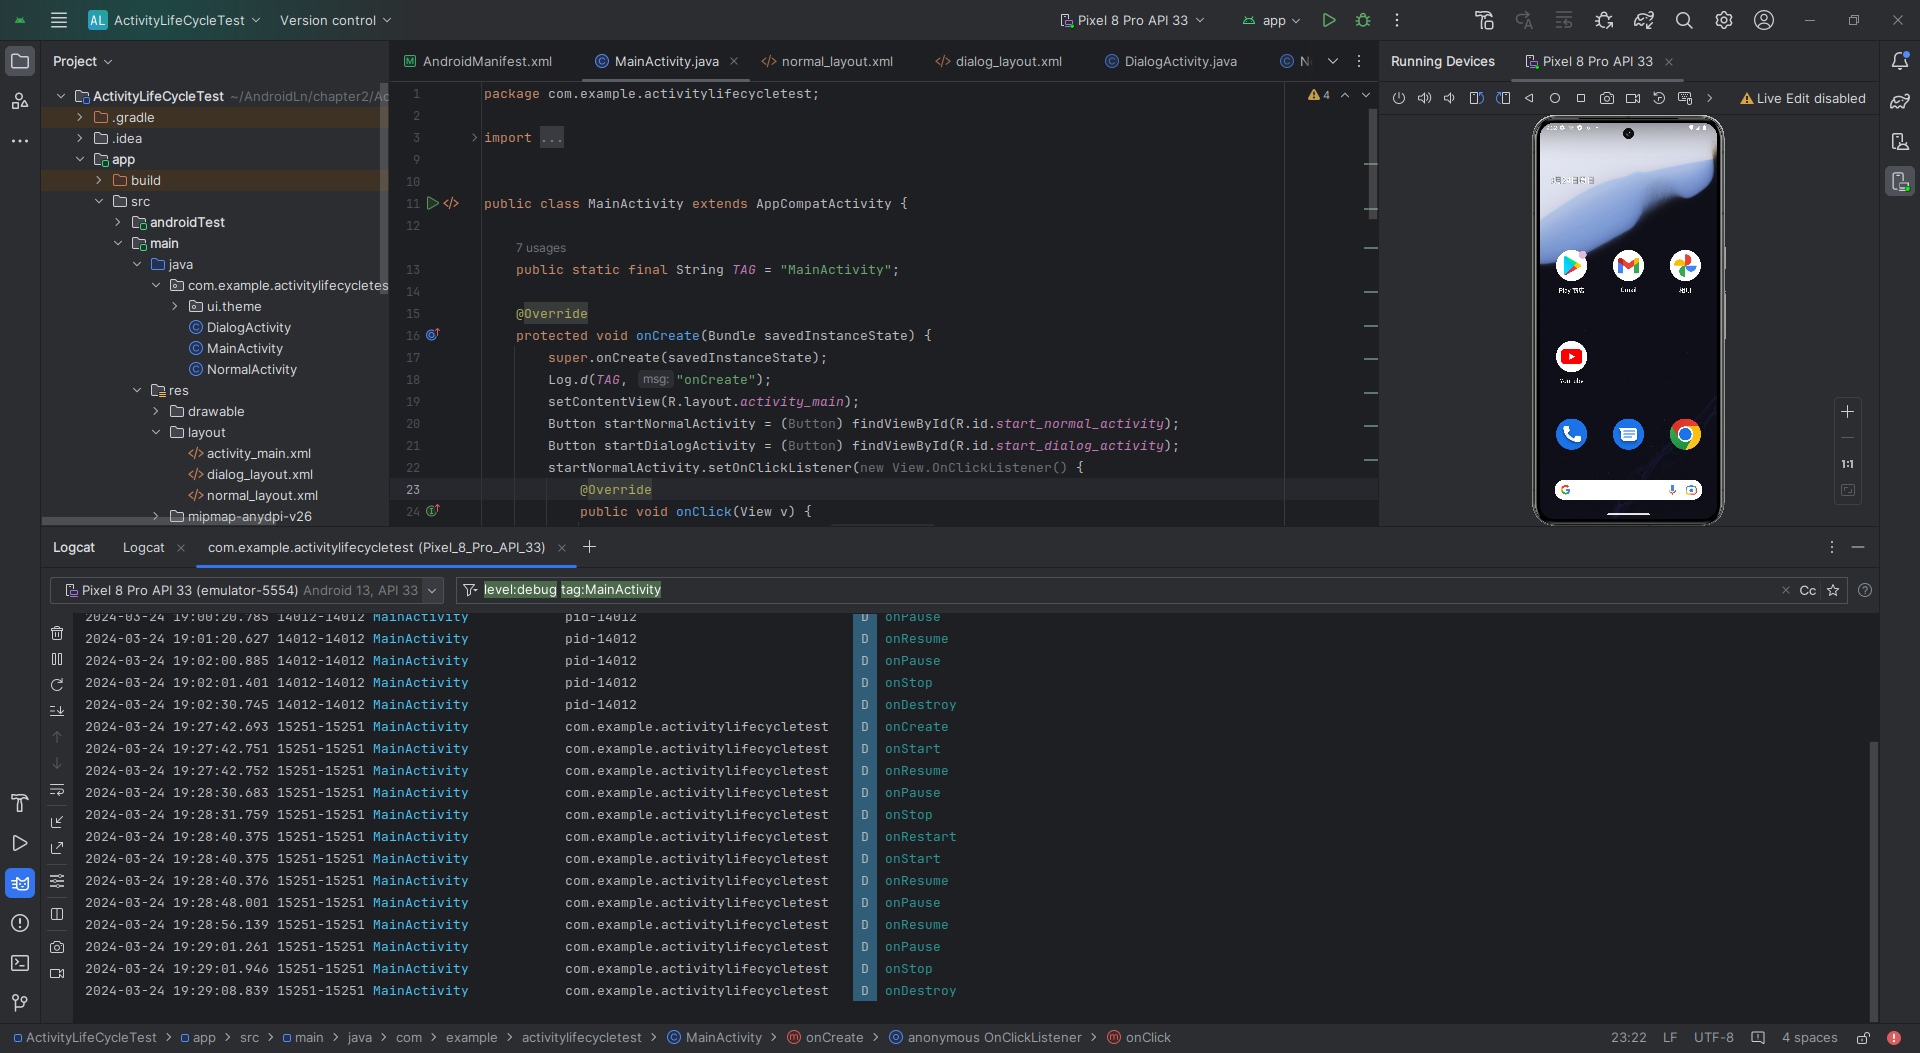 AL ActivityLifeCycleTest Version control Pixel 8 Pro API 33 app
Project
ActivityLifeCycleTest ~/AndroidLn/chapter2/Ac
.gradle
.idea
app
build
src
androidTest
main
java
com.example.activitylifecycletes
ui.theme
DialogActivity
MainActivity
NormalActivity
res
drawable
layout
activity_main.xml
dialog_layout.xml
normal_layout.xml
mipmap-anydpi-v26
AndroidManifest.xml MainActivity.java normal_layout.xml dialog_layout.xml DialogActivity.java
4
1 package com.example.activitylifecycletest;
2
3 import ...
9
10
11 public class MainActivity extends AppCompatActivity {
12
7 usages
13 public static final String TAG = "MainActivity";
14
15 @Override
16 protected void onCreate(Bundle savedInstanceState) {
17 super.onCreate(savedInstanceState);
18 Log.d(TAG, msg: "onCreate");
19 setContentView(R.layout.activity_main);
20 Button startNormalActivity = (Button) findViewById(R.id.start_normal_activity);
21 Button startDialogActivity = (Button) findViewById(R.id.start_dialog_activity);
22 startNormalActivity.setOnClickListener(new View.OnClickListener() {
23 @Override
24 public void onClick(View v) {
Running Devices Pixel 8 Pro API 33
Live Edit disabled
Gmail
YouTube
1:1
Logcat Logcat com.example.activitylifecycletest (Pixel_8_Pro_API_33)
Pixel 8 Pro API 33 (emulator-5554) Android 13, API 33 level:debug tag:MainActivity Cc
2024-03-24 19:00:20.785 14012-14012 MainActivity pid-14012 D onPause
2024-03-24 19:01:20.627 14012-14012 MainActivity pid-14012 D onResume
2024-03-24 19:02:00.885 14012-14012 MainActivity pid-14012 D onPause
2024-03-24 19:02:01.401 14012-14012 MainActivity pid-14012 D onStop
2024-03-24 19:02:30.745 14012-14012 MainActivity pid-14012 D onDestroy
2024-03-24 19:27:42.693 15251-15251 MainActivity com.example.activitylifecycletest D onCreate
2024-03-24 19:27:42.751 15251-15251 MainActivity com.example.activitylifecycletest D onStart
2024-03-24 19:27:42.752 15251-15251 MainActivity com.example.activitylifecycletest D onResume
2024-03-24 19:28:30.683 15251-15251 MainActivity com.example.activitylifecycletest D onPause
2024-03-24 19:28:31.759 15251-15251 MainActivity com.example.activitylifecycletest D onStop
2024-03-24 19:28:40.375 15251-15251 MainActivity com.example.activitylifecycletest D onRestart
2024-03-24 19:28:40.375 15251-15251 MainActivity com.example.activitylifecycletest D onStart
2024-03-24 19:28:40.376 15251-15251 MainActivity com.example.activitylifecycletest D onResume
2024-03-24 19:28:48.001 15251-15251 MainActivity com.example.activitylifecycletest D onPause
2024-03-24 19:28:56.139 15251-15251 MainActivity com.example.activitylifecycletest D onResume
2024-03-24 19:29:01.261 15251-15251 MainActivity com.example.activitylifecycletest D onPause
2024-03-24 19:29:01.946 15251-15251 MainActivity com.example.activitylifecycletest D onStop
2024-03-24 19:29:08.839 15251-15251 MainActivity com.example.activitylifecycletest D onDestroy
ActivityLifeCycleTest > app > src > main > java > com > example > activitylifecycletest > MainActivity > onCreate > anonymous OnClickListener > onClick 23:22 LF UTF-8 4 spaces